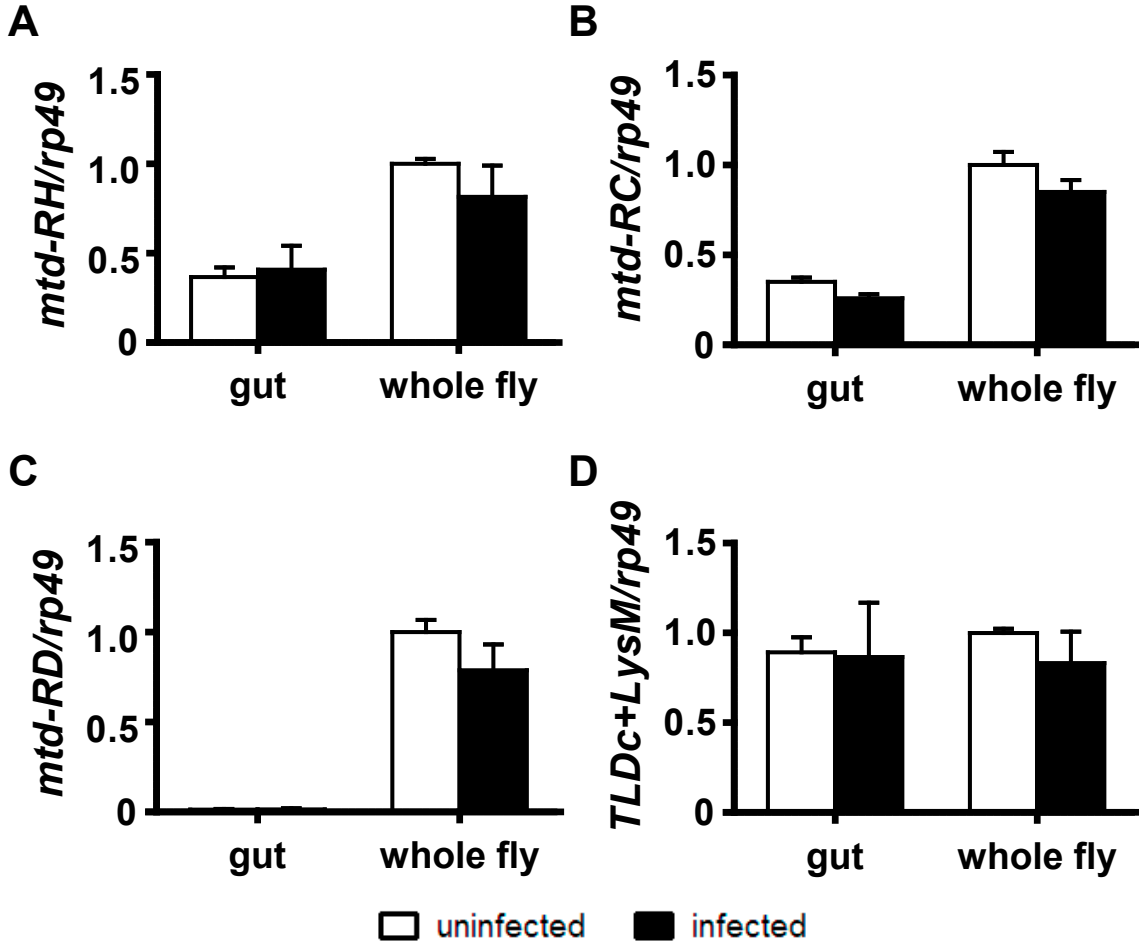 A
mtd-RH/rp49
1.5
1.0
0.5
0
gut whole fly
B
mtd-RC/rp49
1.5
1.0
0.5
0
gut whole fly
C
mtd-RD/rp49
1.5
1.0
0.5
0
gut whole fly
D
TLDc+LysM/rp49
1.5
1.0
0.5
0
gut whole fly
uninfected infected